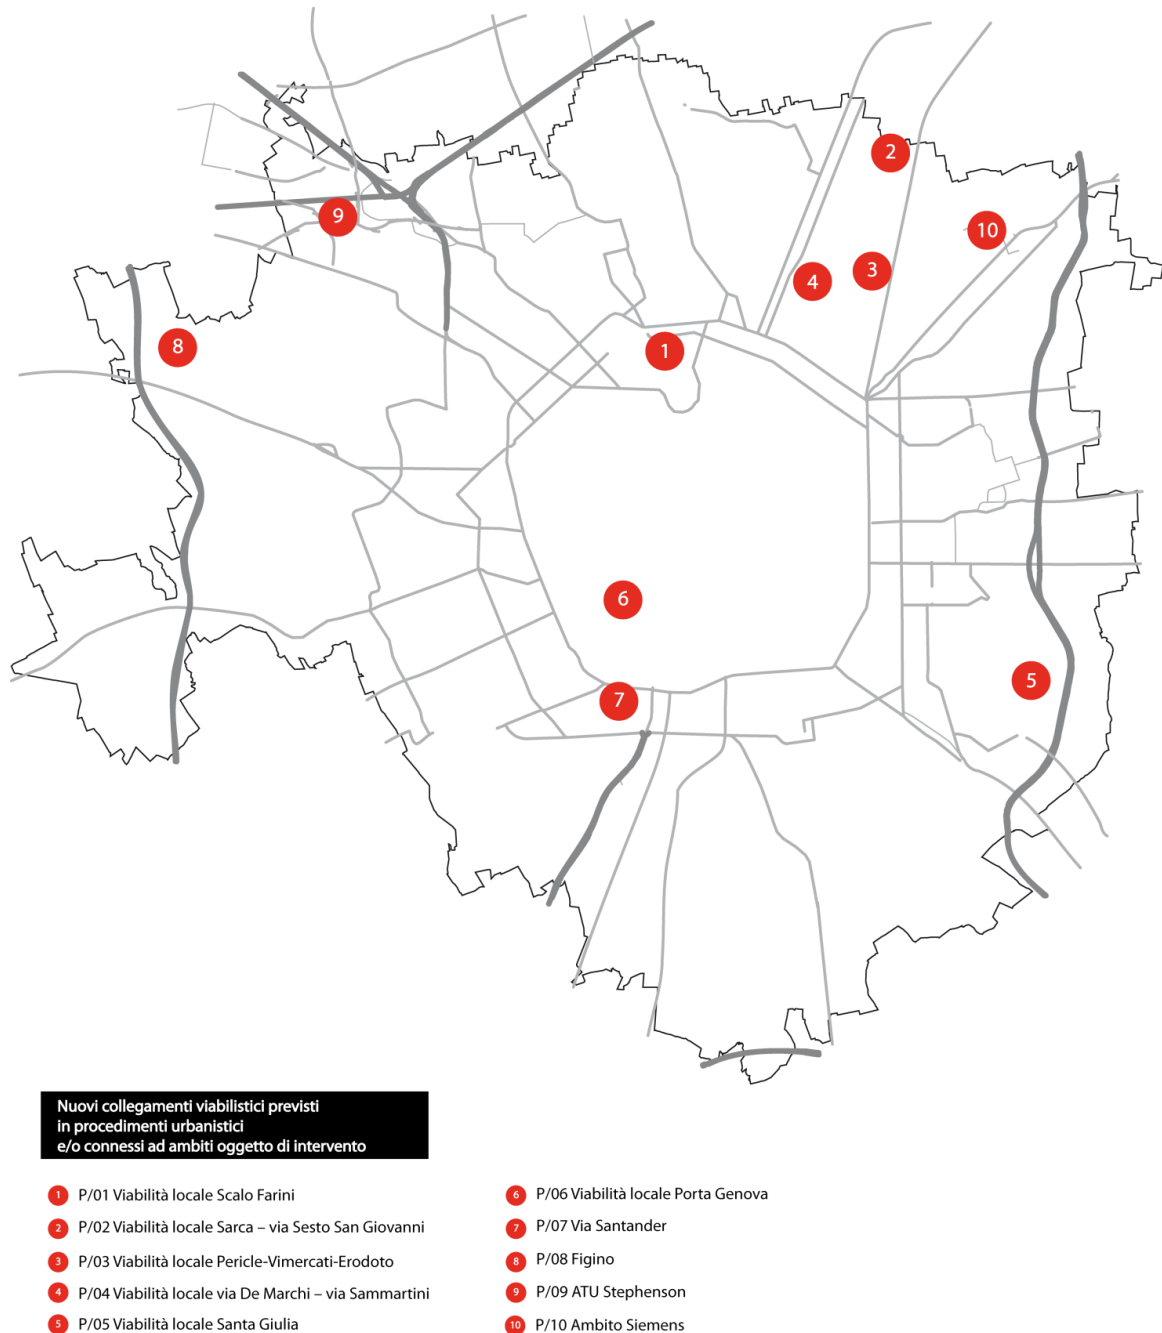 2
9
10
3
4
8
1
6
5
7
Nuovi collegamenti viabilistici previsti
in procedimenti urbanistici
e/o connessi ad ambiti oggetto di intervento
1 P/01 Viabilità locale Scalo Farini
2 P/02 Viabilità locale Sarca – via Sesto San Giovanni
3 P/03 Viabilità locale Pericle-Vimercati-Erodoto
4 P/04 Viabilità locale via De Marchi – via Sammartini
5 P/05 Viabilità locale Santa Giulia
6 P/06 Viabilità locale Porta Genova
7 P/07 Via Santander
8 P/08 Figino
9 P/09 ATU Stephenson
10 P/10 Ambito Siemens